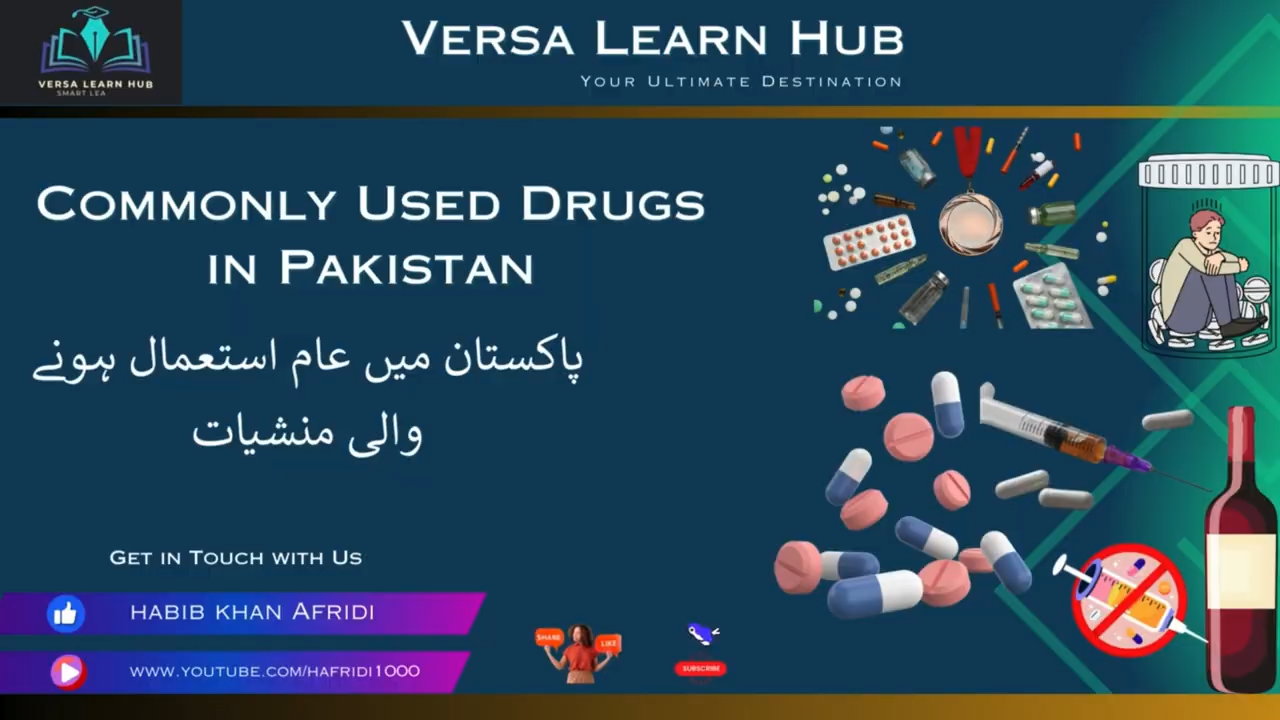 VERSA LEARN HUB
SMART LEA
VERSA LEARN HUB
YOUR ULTIMATE DESTINATION
COMMONLY USED DRUGS
IN PAKISTAN
پاکستان میں عام استعمال ہونے
والی منشیات
GET IN TOUCH WITH US
HABIB KHAN AFRIDI
WWW.YOUTUBE.COM/HAFRIDI1000
SHARE
LIKE
SUBSCRIBE